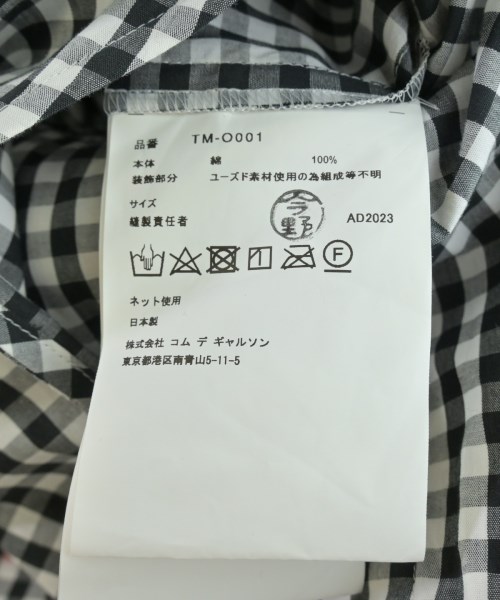 品番 TM-O001
本体 綿 100%
装飾部分 ユーズド素材使用の為組成等不明
サイズ
縫製責任者 今野 AD2023
F
ネット使用
日本製
株式会社 コム デ ギャルソン
東京都港区南青山5-11-5